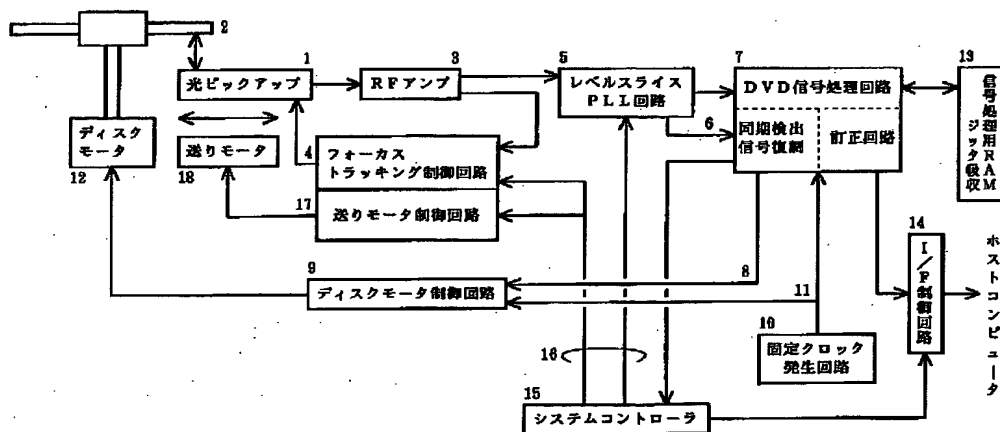 2
光ピックアップ
1
RFアンプ
3
レベルスライス
PLL回路
5
6
DVD信号処理回路
7
同期検出
信号復調
訂正回路
信号処理用RAM
ジッタ吸収
13
ディスク
モータ
12
送りモータ
18
フォーカス
トラッキング制御回路
4
送りモータ制御回路
17
ディスクモータ制御回路
9
8
11
固定クロック
発生回路
10
I/F制御回路
14
ホストコンピュータ
16
システムコントローラ
15